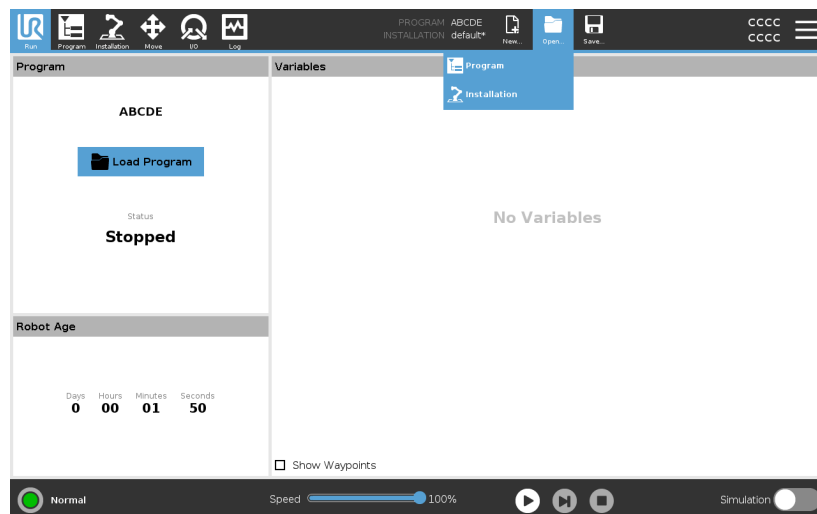 UR
Run
Program
Installation
Move
I/O
Log
PROGRAM ABCDE
INSTALLATION default*
New...
Open...
Save...
CCCC
CCCC
Program
Variables
Program
Installation
ABCDE
Load Program
Status
Stopped
No Variables
Robot Age
Days Hours Minutes Seconds
0 00 01 50
Show Waypoints
Normal
Speed 100%
Simulation